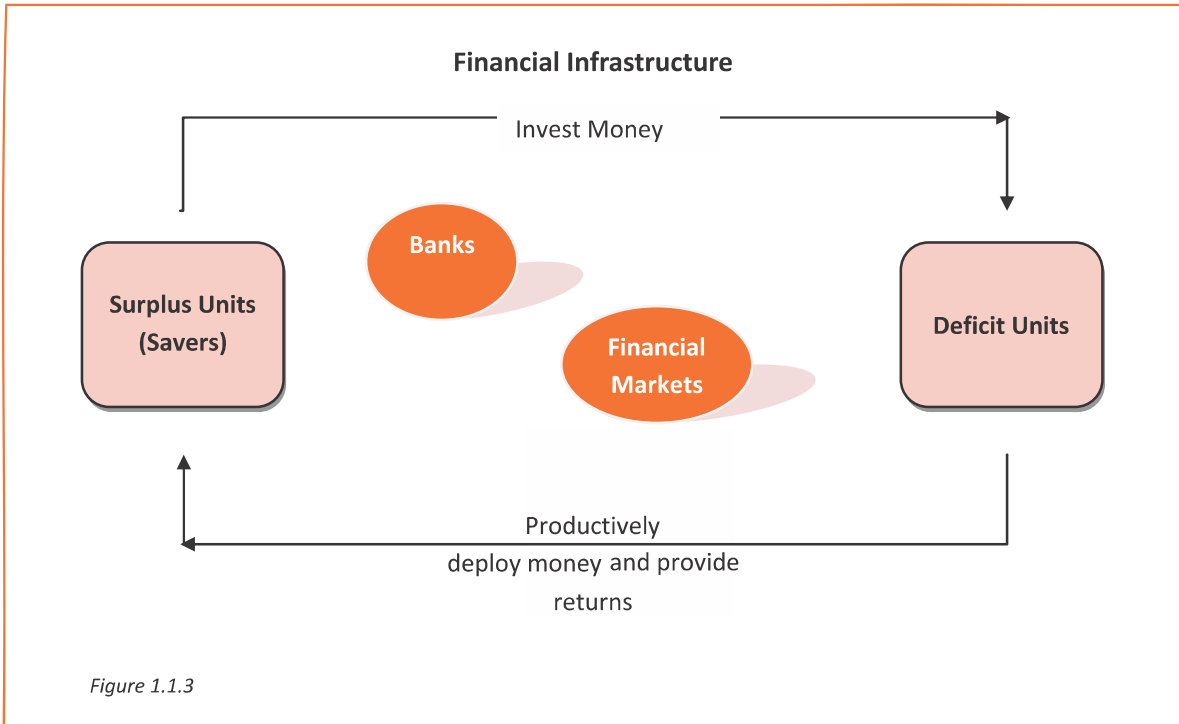 Financial Infrastructure
Invest Money
Banks
Surplus Units
(Savers)
Financial
Markets
Deficit Units
Productively
deploy money and provide
returns
Figure 1.1.3